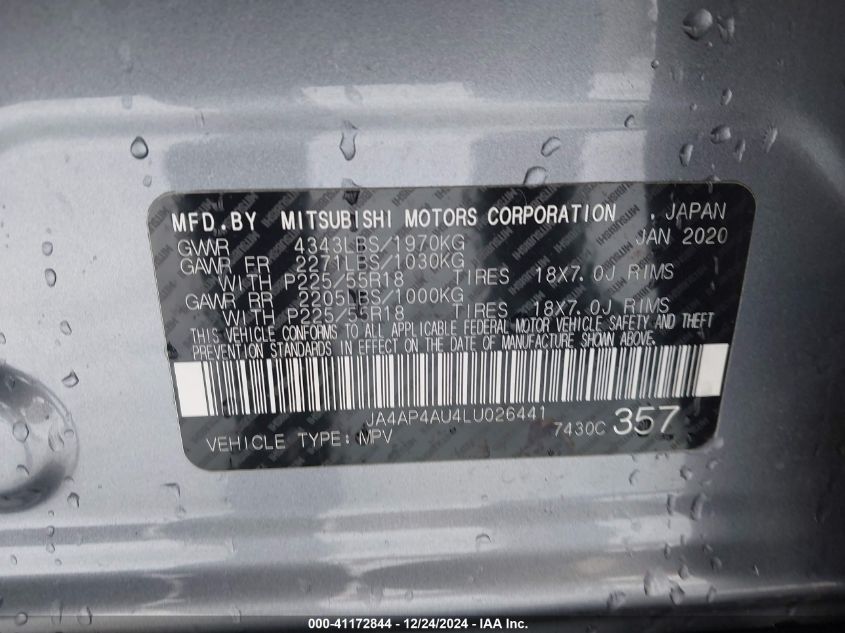 MFD.BY MITSUBISHI MOTORS CORPORATION , JAPAN
GVWR 4343LBS/1970KG JAN 2020
GAWR FR 2271LBS/1030KG
WITH P225/55R18 TIRES 18X7.0J RIMS
GAWR RR 2205LBS/1000KG
WITH P225/55R18 TIRES 18X7.0J RIMS
THIS VEHICLE CONFORMS TO ALL APPLICABLE FEDERAL MOTOR VEHICLE SAFETY AND THEFT
PREVENTION STANDARDS IN EFFECT ON THE DATE OF MANUFACTURE SHOWN ABOVE.
JA4AP4AU4LU026441
VEHICLE TYPE: MPV 7430C 357
000-41172844 - 12/24/2024 - IAA Inc.